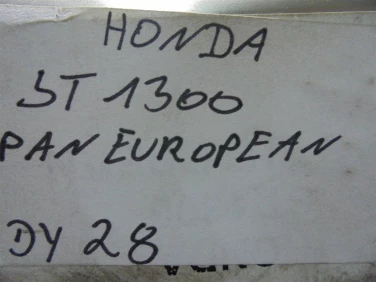 HONDA
ST 1300
PAN EUROPEAN
DY 28